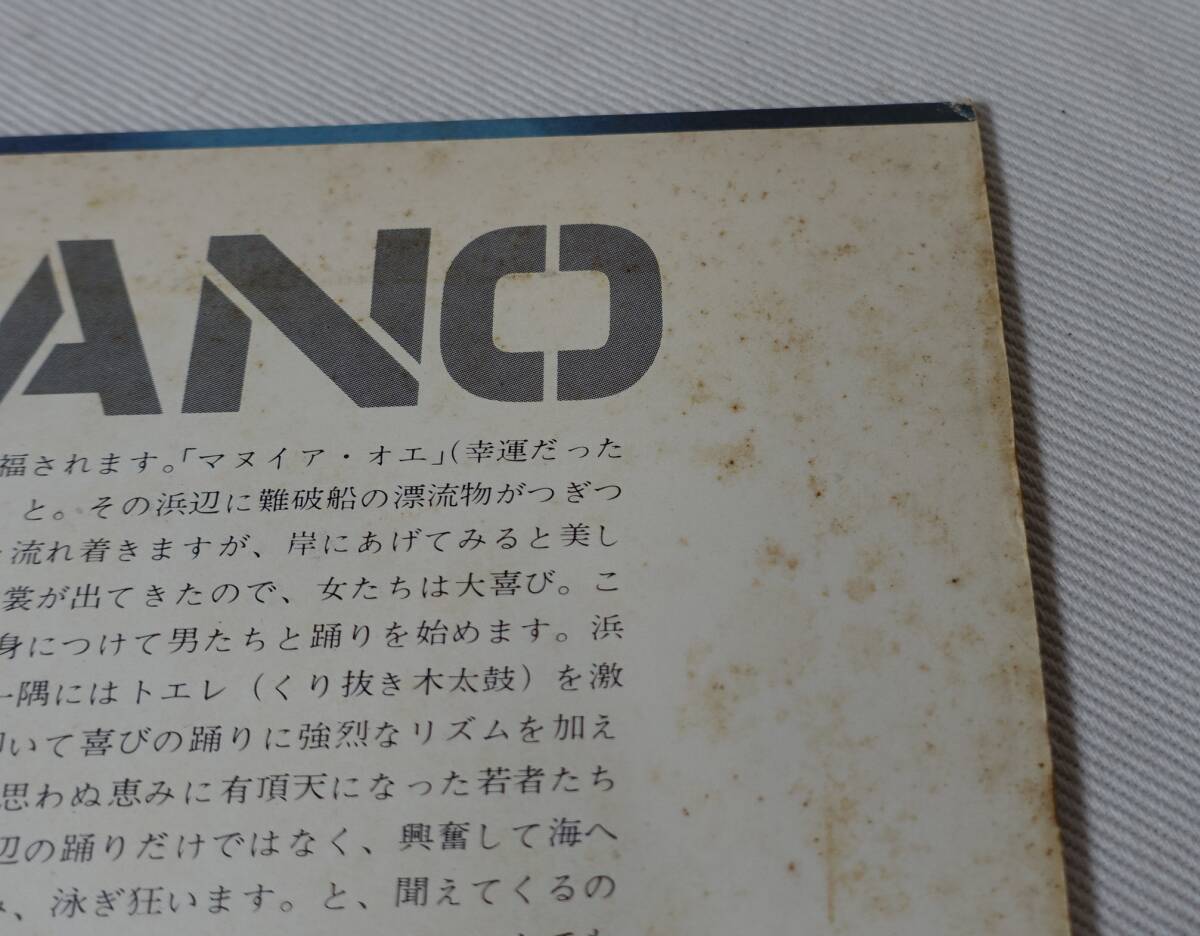 ANO
福されます。「マヌイア・オエ」(幸運だった
と。その浜辺に難破船の漂流物がつぎつ
流れ着きますが、岸にあげてみると美し
裳が出てきたので、女たちは大喜び。こ
身につけて男たちと踊りを始めます。浜
一隅にはトエレ(くり抜き木太鼓)を激
叩いて喜びの踊りに強烈なリズムを加え
思わぬ恵みに有頂天になった若者たち
辺の踊りだけではなく、興奮して海へ
、泳ぎ狂います。と、聞えてくるの